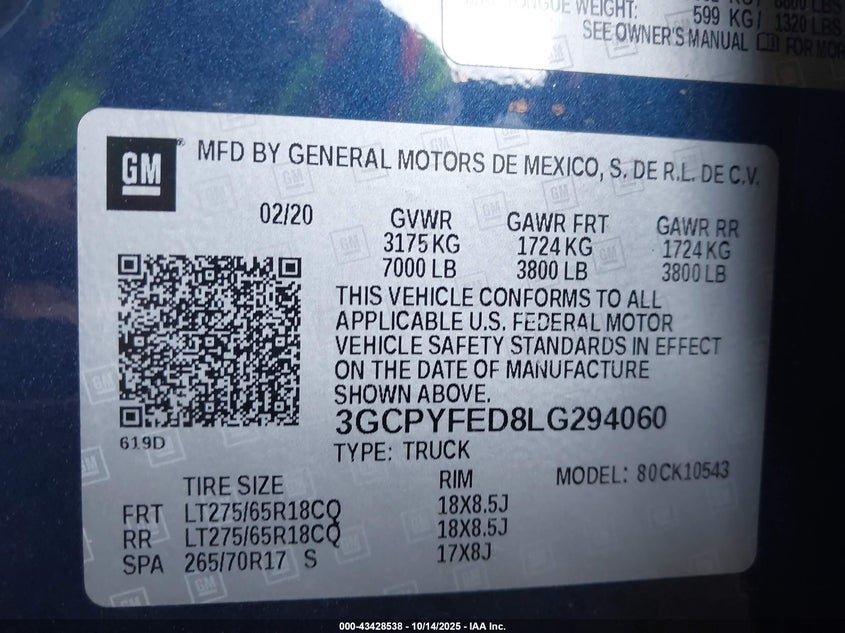 TONGUE WEIGHT: 599 KG/ 1320 LBS
SEE OWNER'S MANUAL FOR MOR
GM
MFD BY GENERAL MOTORS DE MEXICO, S. DE R.L. DE C.V.
02/20
GVWR GAWR FRT GAWR RR
3175 KG 1724 KG 1724 KG
7000 LB 3800 LB 3800 LB
THIS VEHICLE CONFORMS TO ALL
APPLICABLE U.S. FEDERAL MOTOR
VEHICLE SAFETY STANDARDS IN EFFECT
ON THE DATE OF MANUFACTURE
SHOWN ABOVE.
3GCPYFED8LG294060
619D
TYPE: TRUCK
MODEL: 80CK10543
TIRE SIZE RIM
FRT LT275/65R18CQ 18X8.5J
RR LT275/65R18CQ 18X8.5J
SPA 265/70R17 S 17X8J
000-43428538 - 10/14/2025 - IAA Inc.